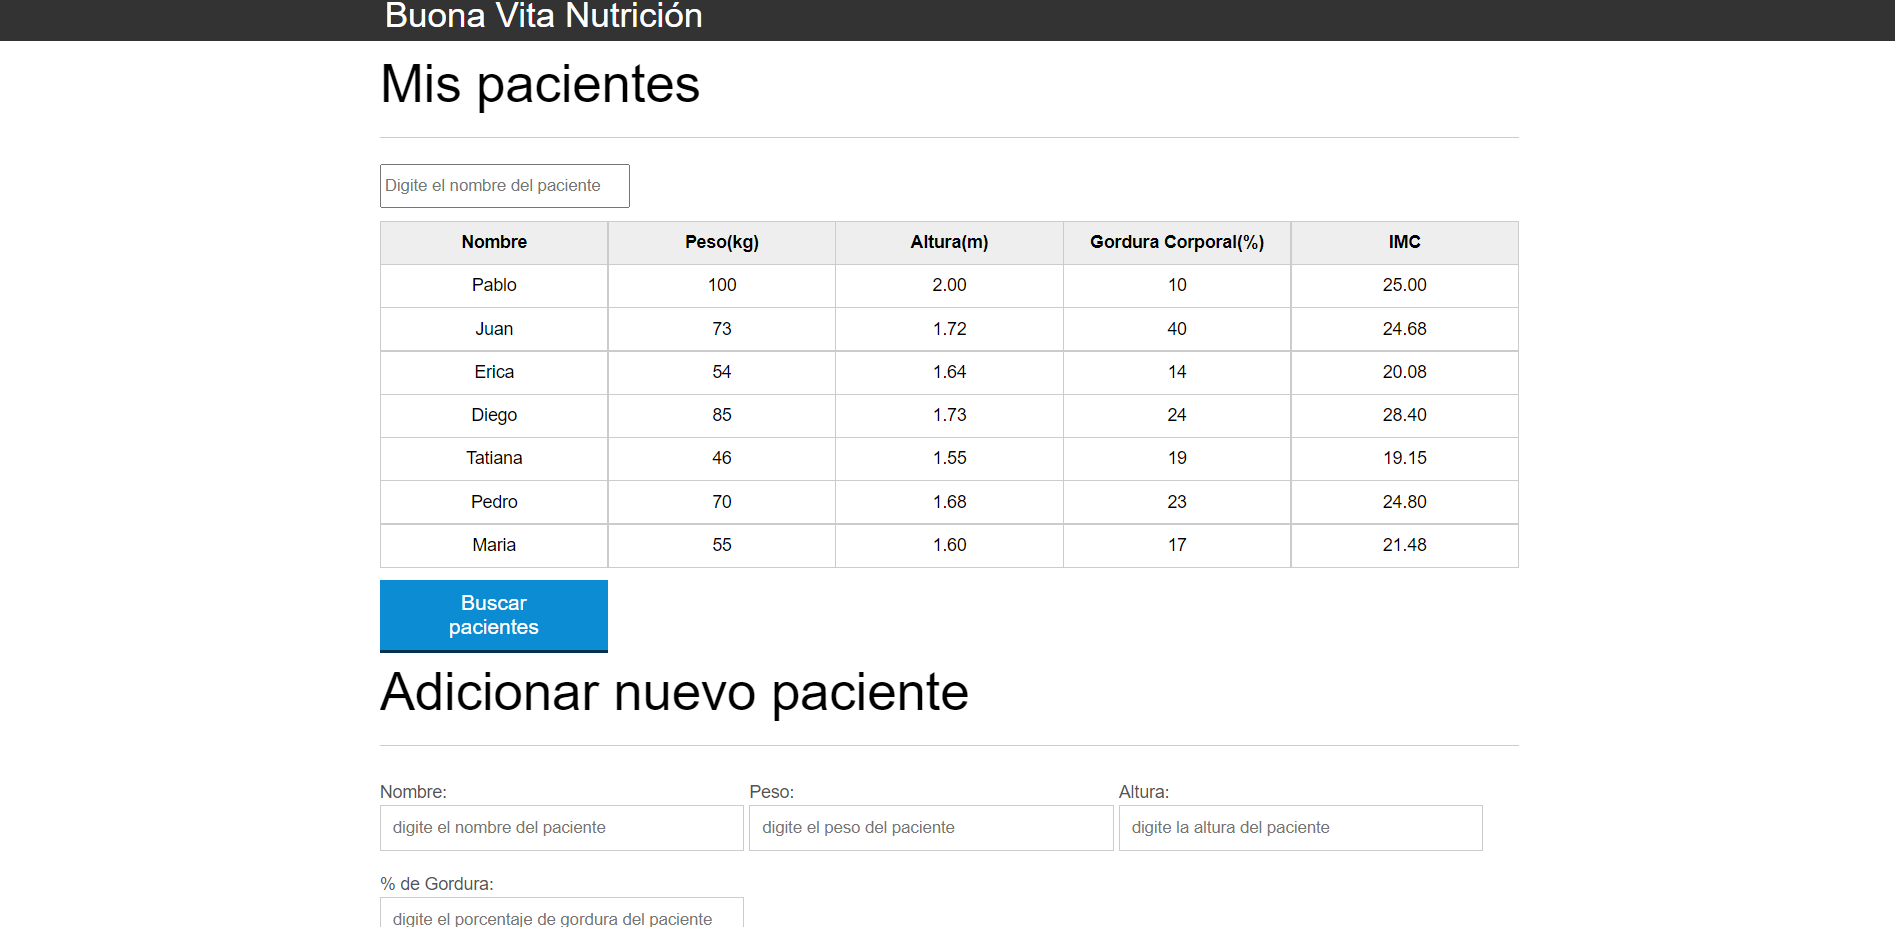 Buona Vita Nutrición
Mis pacientes
Digite el nombre del paciente
Nombre Peso(kg) Altura(m) Gordura Corporal(%) IMC
Pablo 100 2.00 10 25.00
Juan 73 1.72 40 24.68
Erica 54 1.64 14 20.08
Diego 85 1.73 24 28.40
Tatiana 46 1.55 19 19.15
Pedro 70 1.68 23 24.80
Maria 55 1.60 17 21.48
Buscar
pacientes
Adicionar nuevo paciente
Nombre: Peso: Altura:
digite el nombre del paciente digite el peso del paciente digite la altura del paciente
% de Gordura:
digite el porcentaje de gordura del paciente